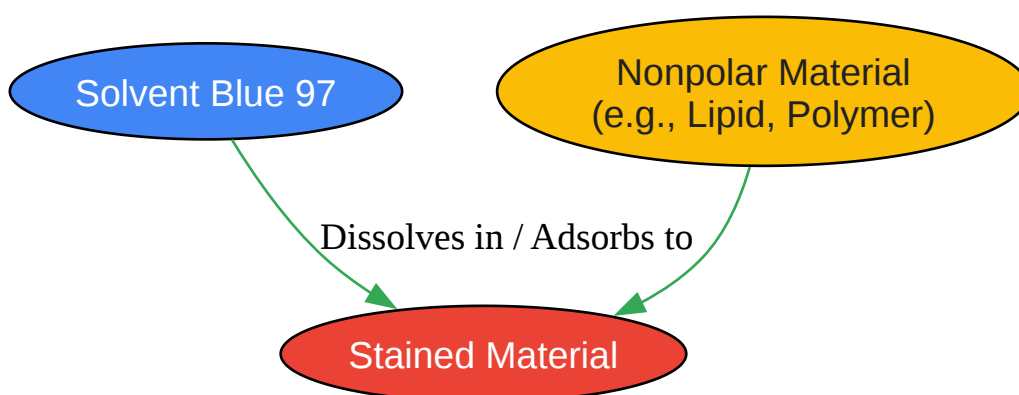 Solvent Blue 97
Nonpolar Material
(e.g., Lipid, Polymer)
Dissolves in / Adsorbs to
Stained Material